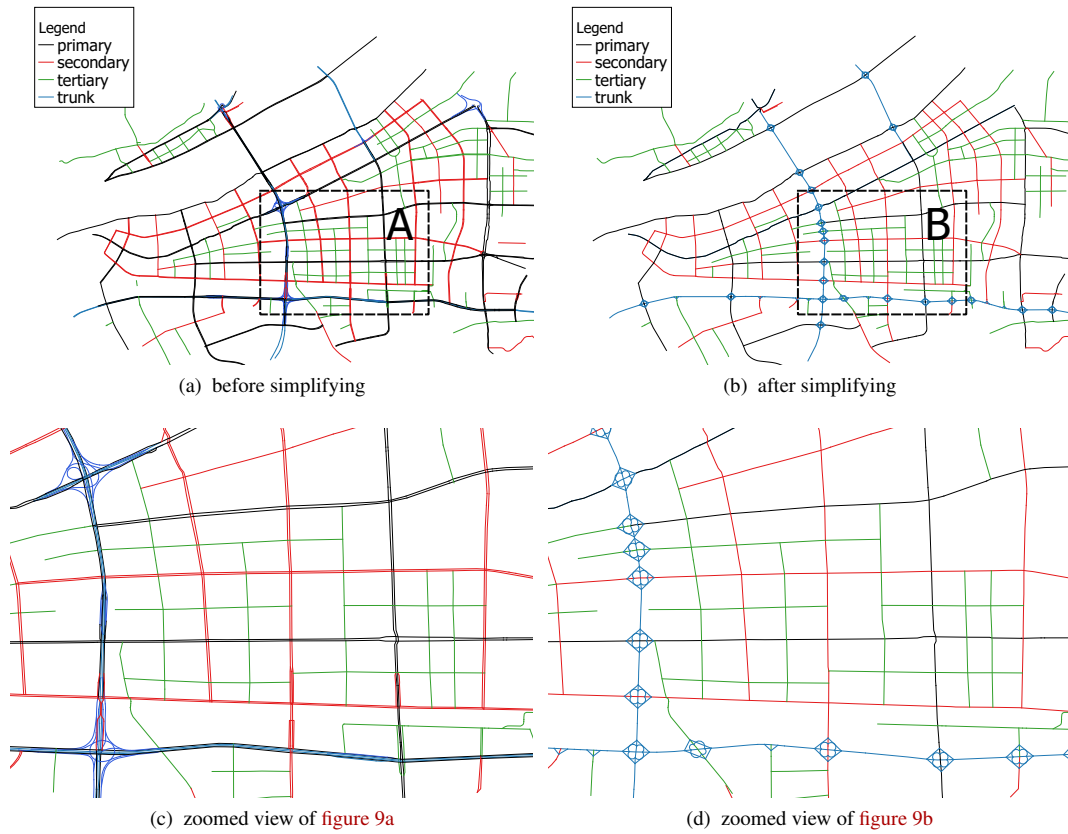 Legend
primary
secondary
tertiary
trunk
A
(a) before simplifying
Legend
primary
secondary
tertiary
trunk
B
(b) after simplifying
(c) zoomed view of figure 9a
(d) zoomed view of figure 9b